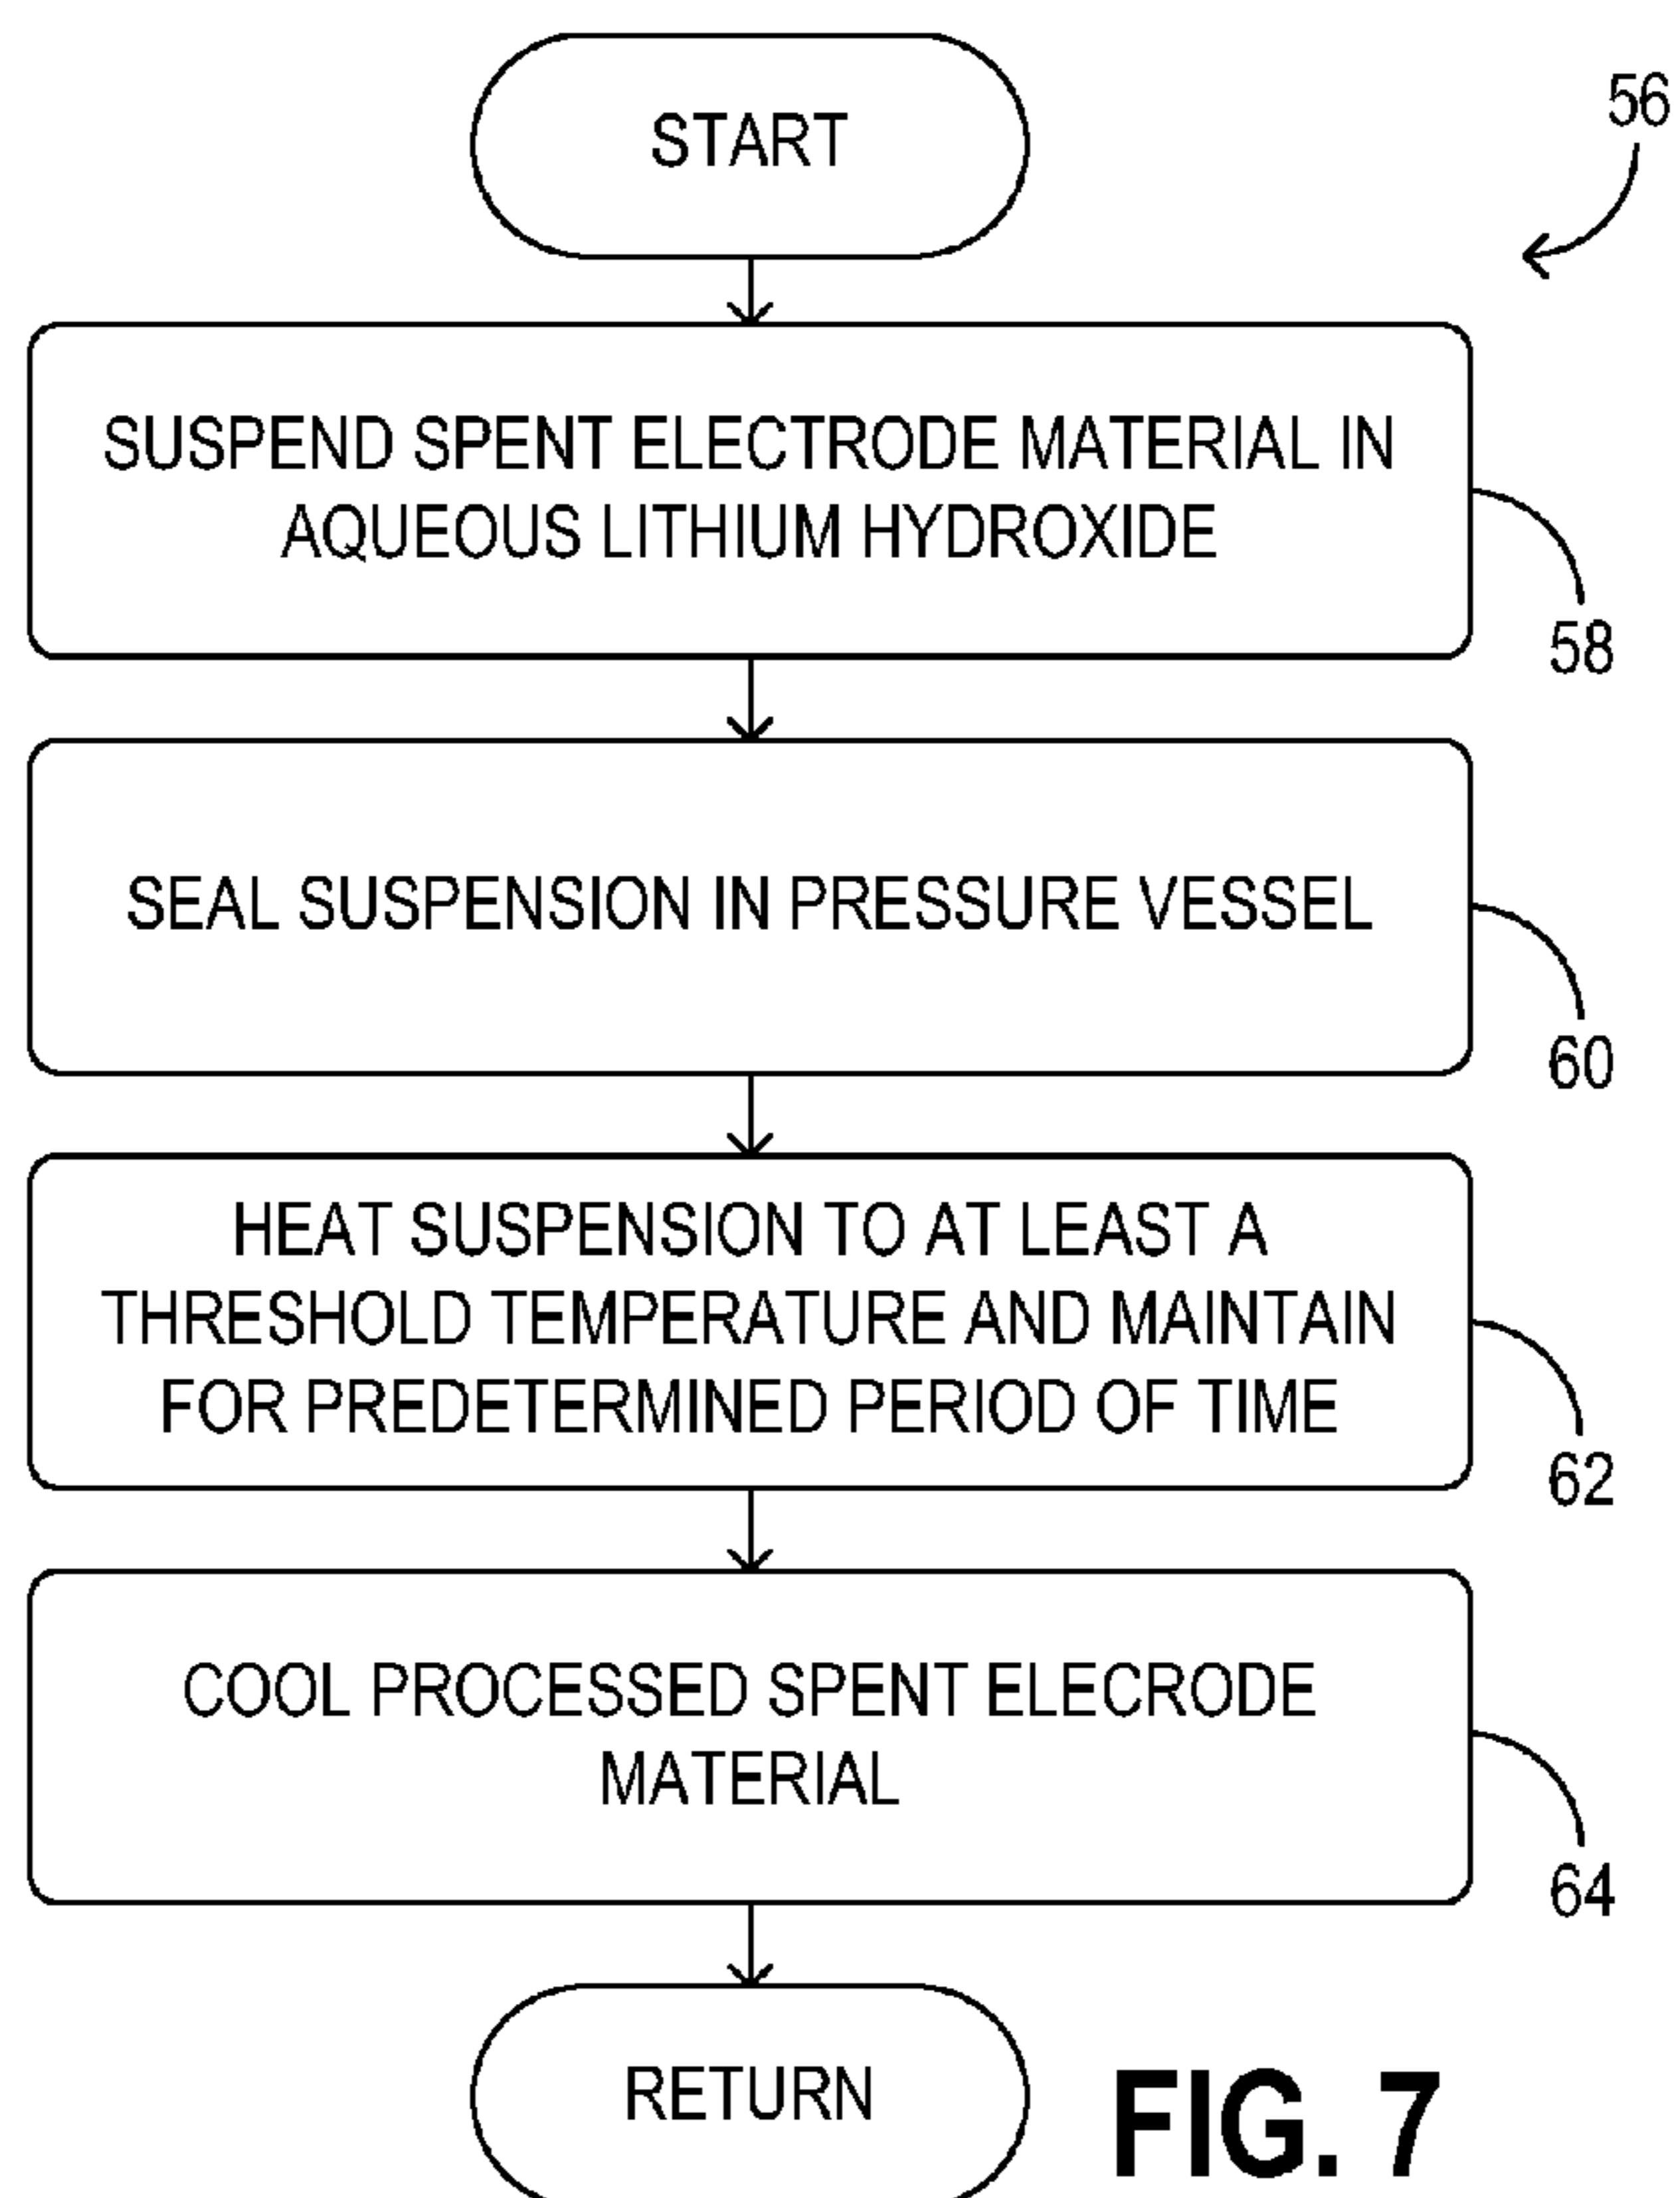 START
56
SUSPEND SPENT ELECTRODE MATERIAL IN
AQUEOUS LITHIUM HYDROXIDE
58
SEAL SUSPENSION IN PRESSURE VESSEL
60
HEAT SUSPENSION TO AT LEAST A
THRESHOLD TEMPERATURE AND MAINTAIN
FOR PREDETERMINED PERIOD OF TIME
62
COOL PROCESSED SPENT ELECRODE
MATERIAL
64
RETURN
FIG. 7